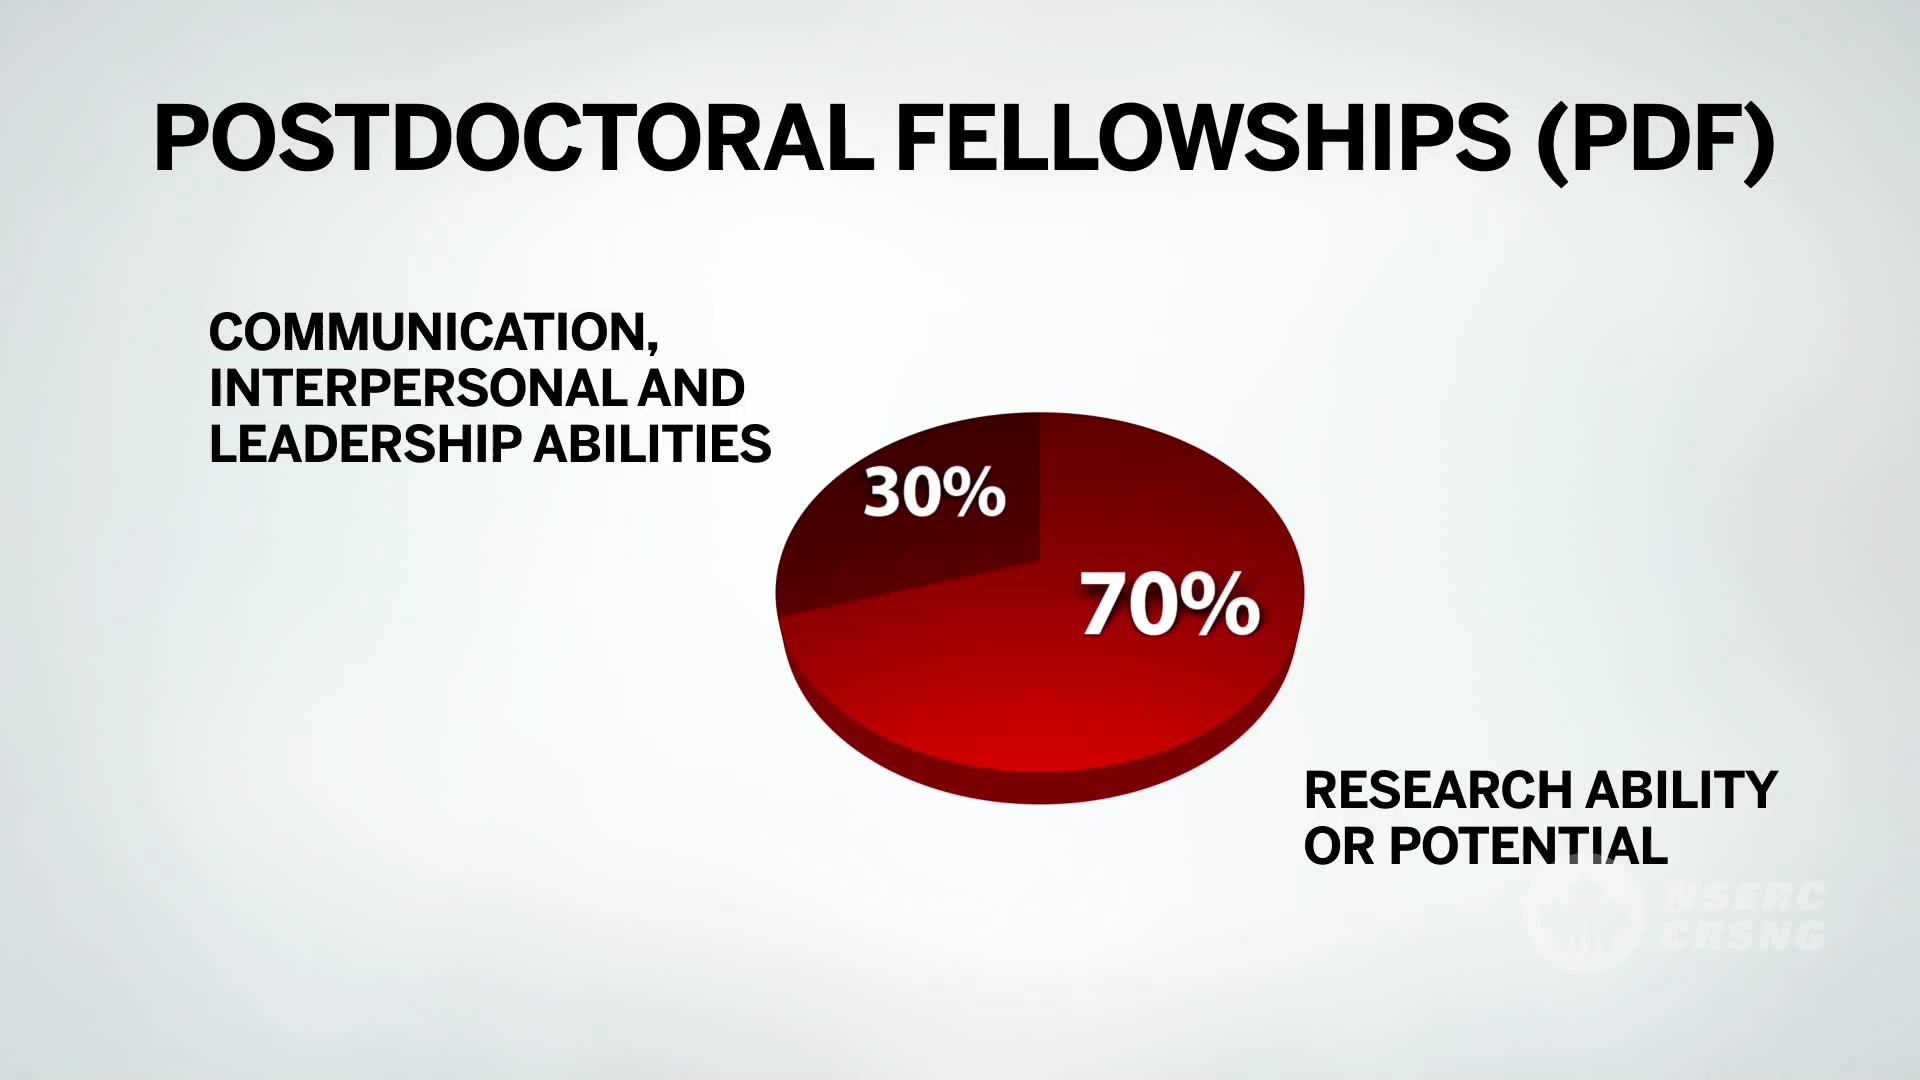 POSTDOCTORAL FELLOWSHIPS (PDF)
COMMUNICATION,
INTERPERSONAL AND
LEADERSHIP ABILITIES
30%
70%
RESEARCH ABILITY
OR POTENTIAL
NSERC
CRSNG